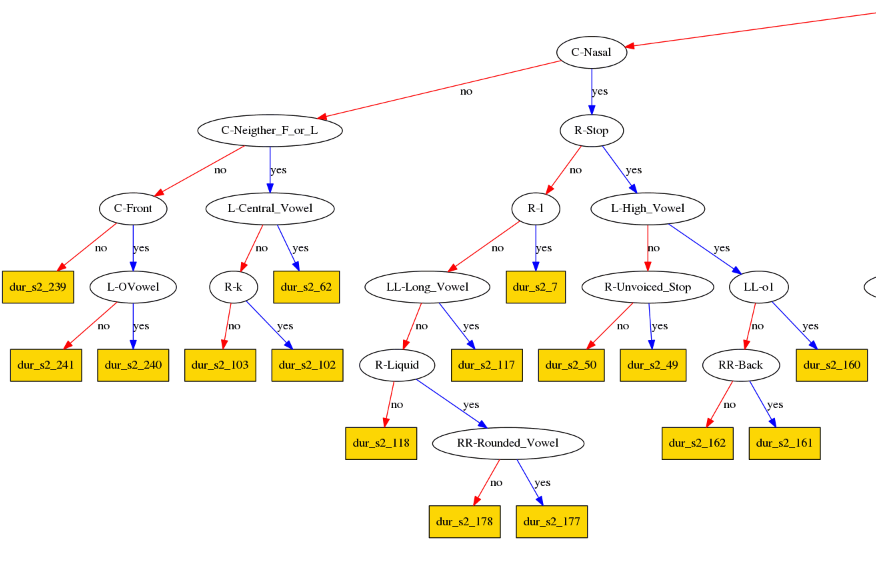 C-Nasal
no
yes
C-Neigther_F_or_L
R-Stop
no
yes
no
yes
C-Front
L-Central_Vowel
R-l
L-High_Vowel
no
yes
no
yes
no
yes
no
yes
dur_s2_239
L-OVowel
R-k
dur_s2_62
LL-Long_Vowel
dur_s2_7
R-Unvoiced_Stop
LL-o1
no
yes
no
yes
no
yes
no
yes
no
yes
dur_s2_241
dur_s2_240
dur_s2_103
dur_s2_102
R-Liquid
dur_s2_117
dur_s2_50
dur_s2_49
RR-Back
dur_s2_160
no
yes
no
yes
dur_s2_118
RR-Rounded_Vowel
dur_s2_162
dur_s2_161
no
yes
dur_s2_178
dur_s2_177